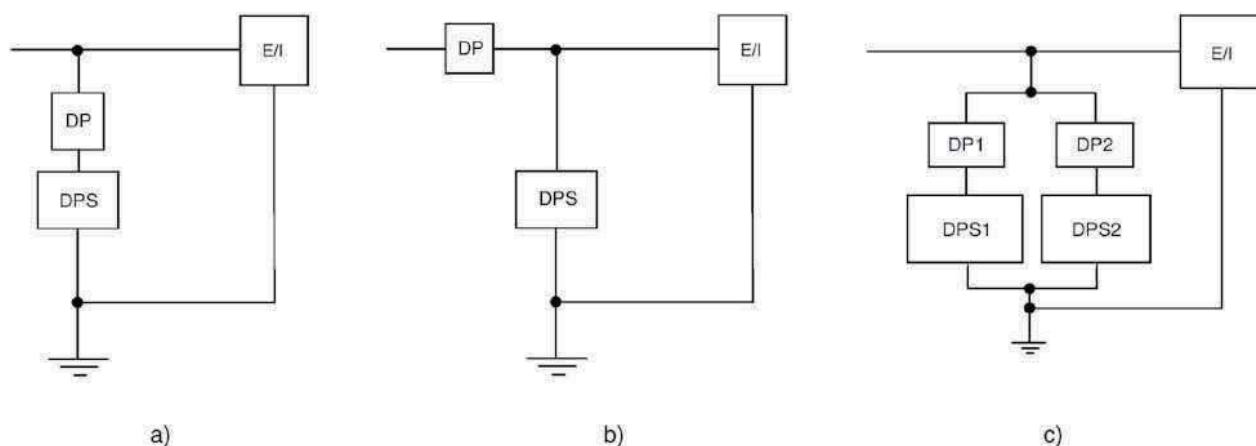 E/I
DP
DPS
a)
DP
E/I
DPS
b)
E/I
DP1
DP2
DPS1
DPS2
c)